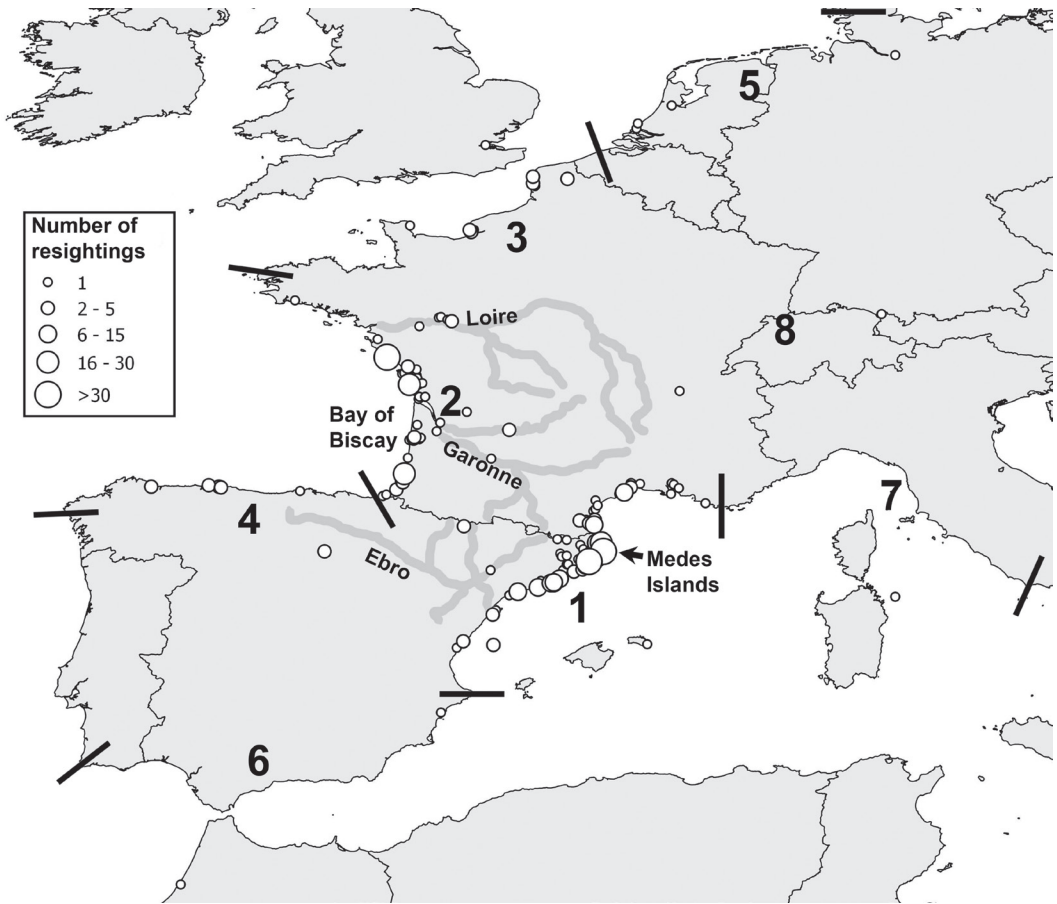 5
Number of
resightings
1
2 - 5
6 - 15
16 - 30
>30
3
Loire
8
2
Bay of
Biscay
Garonne
7
4
Ebro
Medes
Islands
1
6